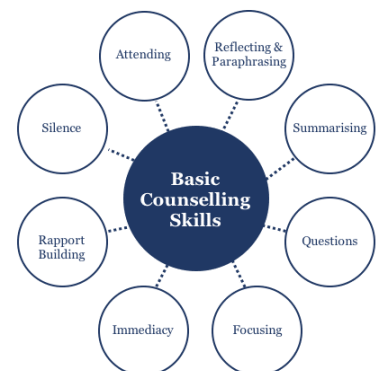 Attending
Reflecting &
Paraphrasing
Silence
Summarising
Basic
Counselling
Skills
Rapport
Building
Questions
Immediacy
Focusing